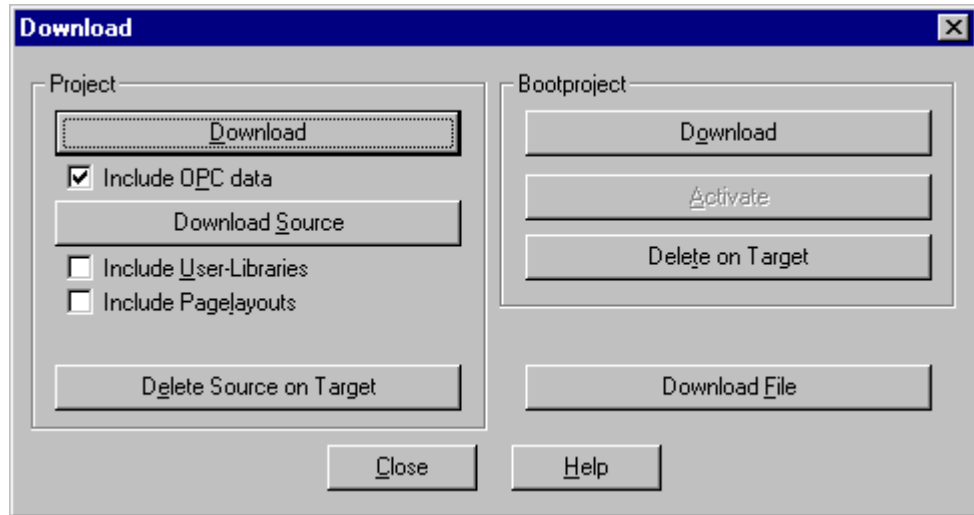 Download
Project
Download
Include OPC data
Download Source
Include User-Libraries
Include Pagelayouts
Delete Source on Target
Bootproject
Download
Activate
Delete on Target
Download File
Close
Help